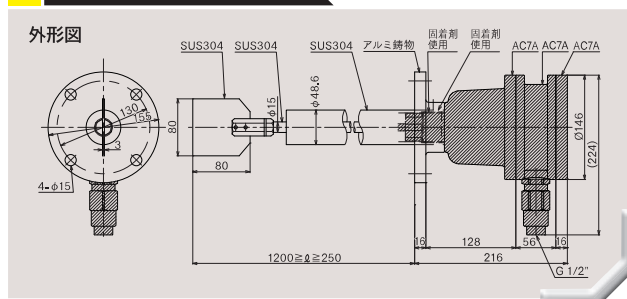 外形図
SUS304 SUS304 SUS304 アルミ鋳物 固着剤使用 固着剤使用 AC7A AC7A AC7A
130
155
80
3
4-φ15
80
φ15
φ48.6
Ø146
(224)
16 128 56 16
1200≧ℓ≧250 216
G 1/2"